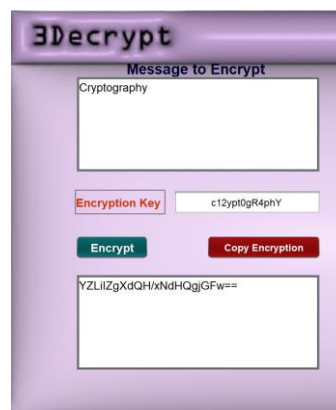 3Decrypt
Message to Encrypt
Cryptography
Encryption Key c12ypt0gR4phY
Encrypt Copy Encryption
YZLiIZgXdQH/xNdHQgjGFw==